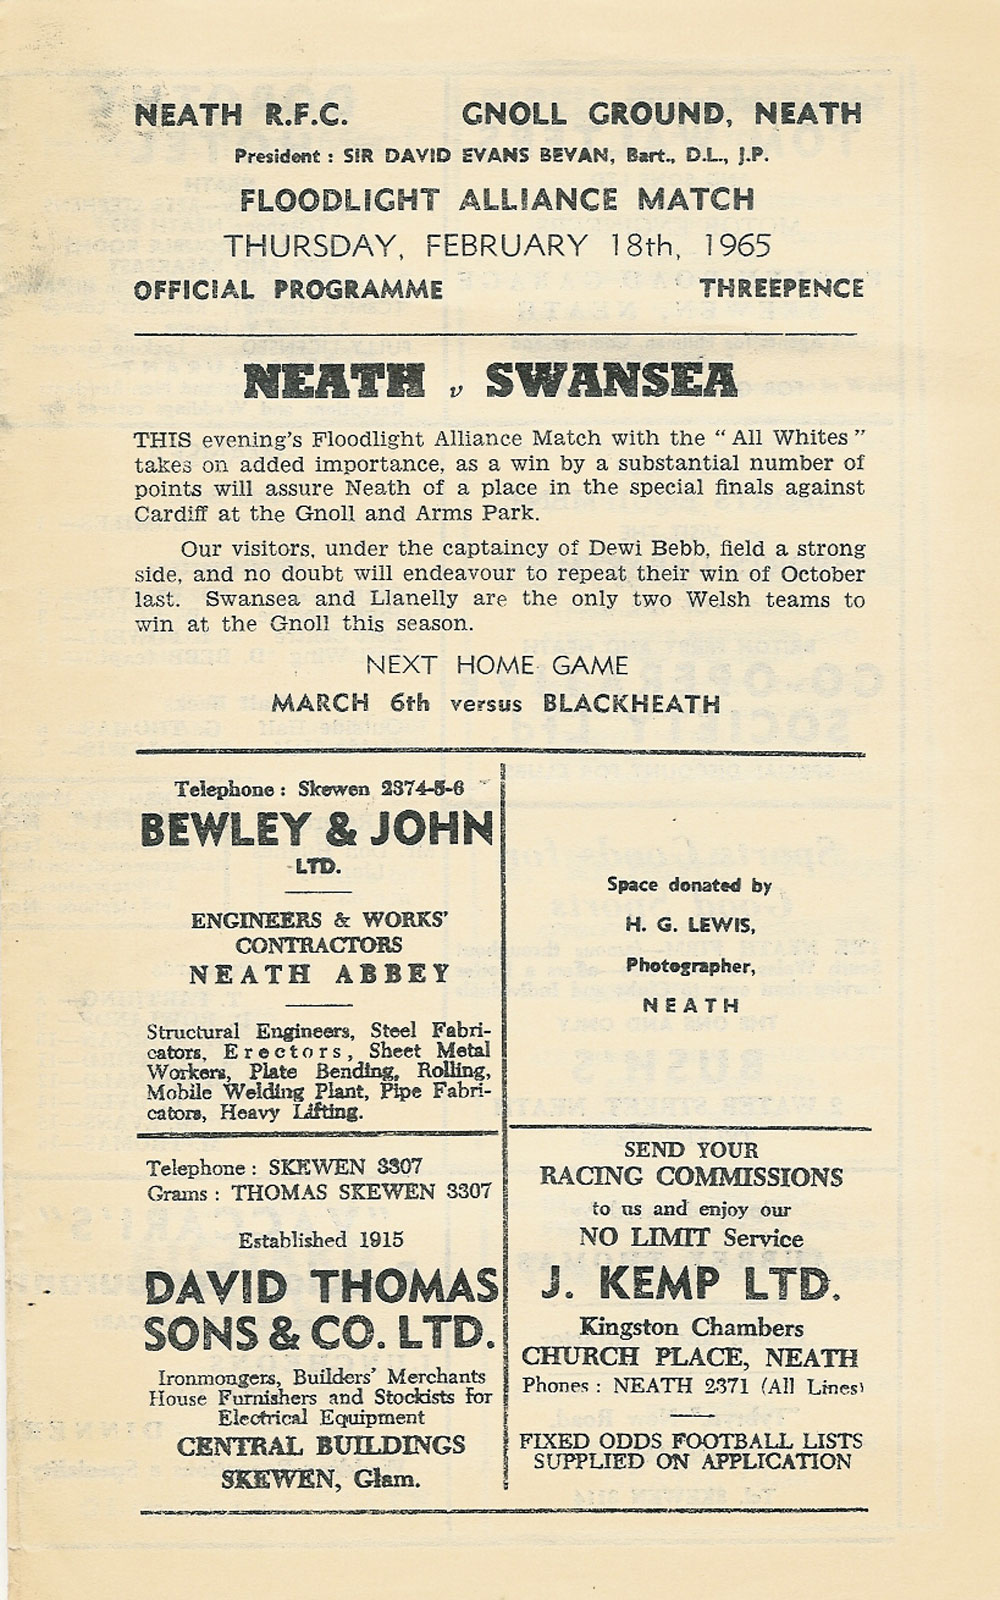 NEATH R.F.C. GNOLL GROUND, NEATH
President : SIR DAVID EVANS BEVAN, Bart., D.L., J.P.
FLOODLIGHT ALLIANCE MATCH
THURSDAY, FEBRUARY 18th, 1965
OFFICIAL PROGRAMME THREEPENCE
NEATH v SWANSEA
THIS evening's Floodlight Alliance Match with the "All Whites"
takes on added importance, as a win by a substantial number of
points will assure Neath of a place in the special finals against
Cardiff at the Gnoll and Arms Park.
Our visitors, under the captaincy of Dewi Bebb, field a strong
side, and no doubt will endeavour to repeat their win of October
last. Swansea and Llanelly are the only two Welsh teams to
win at the Gnoll this season.
NEXT HOME GAME
MARCH 6th versus BLACKHEATH
Telephone : Skewen 2374-5-6
BEWLEY & JOHN
LTD.
ENGINEERS & WORKS'
CONTRACTORS
NEATH ABBEY
Structural Engineers, Steel Fabri-
cators, Erectors, Sheet Metal
Workers, Plate Bending, Rolling,
Mobile Welding Plant, Pipe Fabri-
cators, Heavy Lifting.
Space donated by
H. G. LEWIS,
Photographer,
NEATH
Telephone : SKEWEN 3307
Grams : THOMAS SKEWEN 3307
Established 1915
DAVID THOMAS
SONS & CO. LTD.
Ironmongers, Builders' Merchants
House Furnishers and Stockists for
Electrical Equipment
CENTRAL BUILDINGS
SKEWEN, Glam.
SEND YOUR
RACING COMMISSIONS
to us and enjoy our
NO LIMIT Service
J. KEMP LTD.
Kingston Chambers
CHURCH PLACE, NEATH
Phones : NEATH 2371 (All Lines)
FIXED ODDS FOOTBALL LISTS
SUPPLIED ON APPLICATION